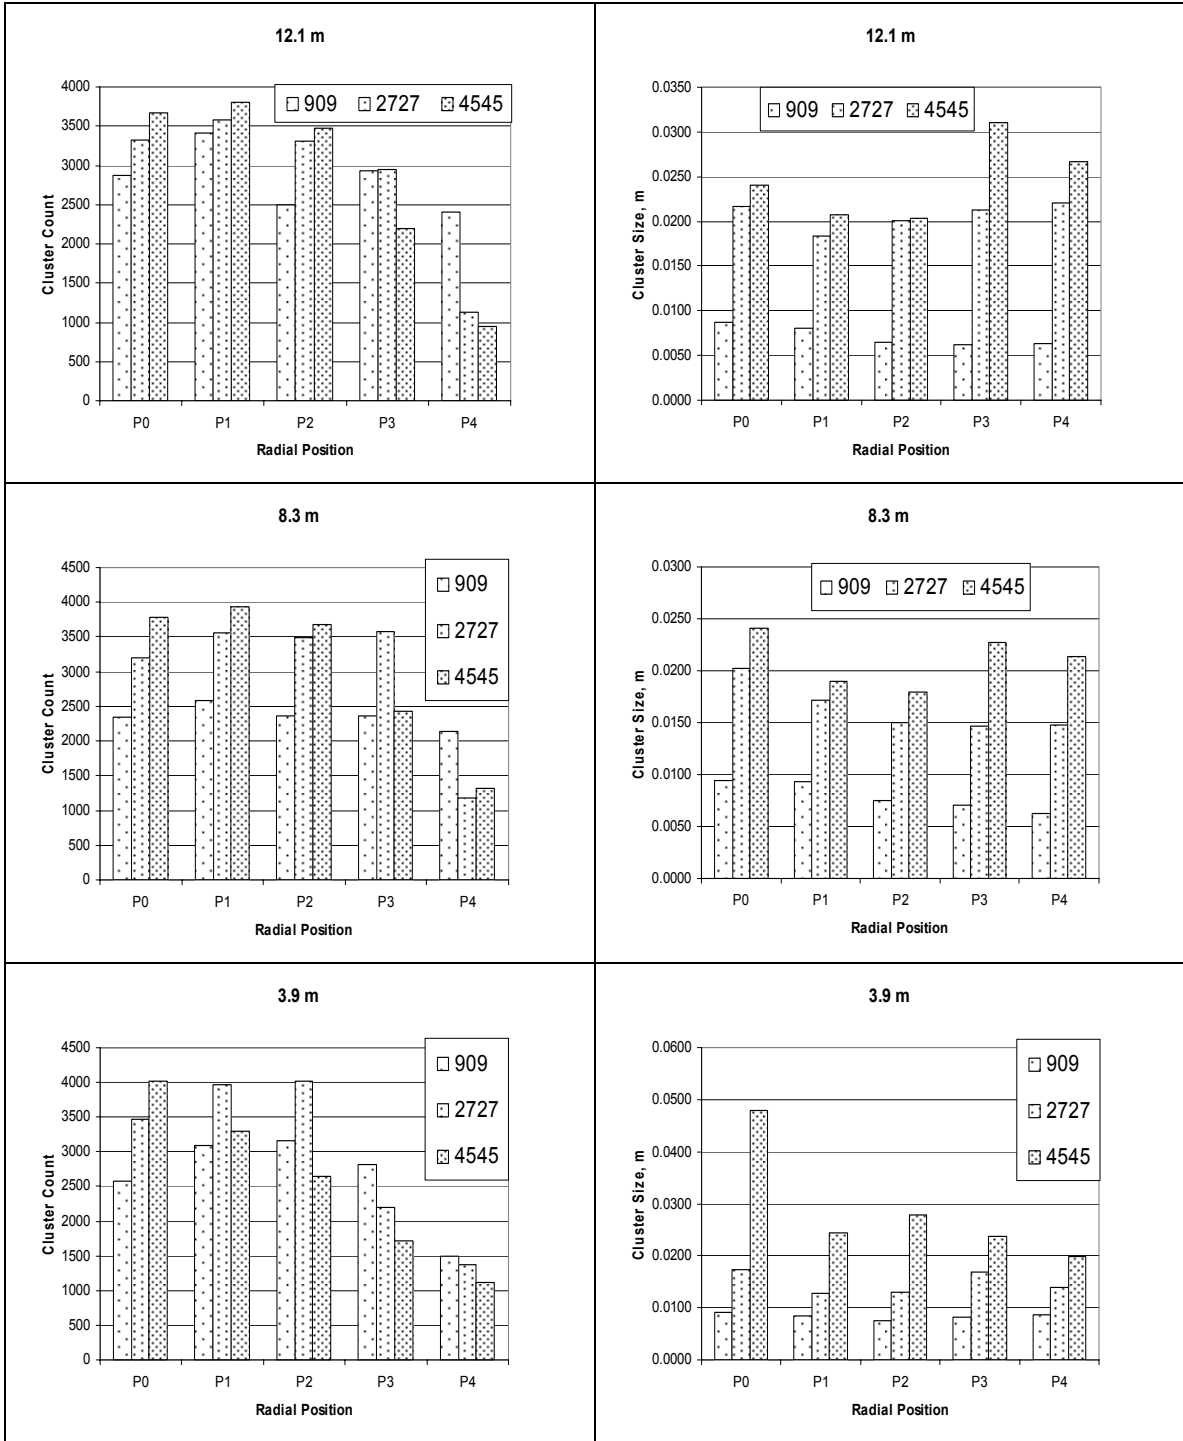 12.1 m
4000
3500
3000
2500
2000
1500
1000
500
0
Cluster Count
909 2727 4545
P0 P1 P2 P3 P4
Radial Position
12.1 m
0.0350
0.0300
0.0250
0.0200
0.0150
0.0100
0.0050
0.0000
Cluster Size, m
909 2727 4545
P0 P1 P2 P3 P4
Radial Position
8.3 m
4500
4000
3500
3000
2500
2000
1500
1000
500
0
Cluster Count
909
2727
4545
P0 P1 P2 P3 P4
Radial Position
8.3 m
0.0300
0.0250
0.0200
0.0150
0.0100
0.0050
0.0000
Cluster Size, m
909 2727 4545
P0 P1 P2 P3 P4
Radial Position
3.9 m
4500
4000
3500
3000
2500
2000
1500
1000
500
0
Cluster Count
909
2727
4545
P0 P1 P2 P3 P4
Radial Position
3.9 m
0.0600
0.0500
0.0400
0.0300
0.0200
0.0100
0.0000
Cluster Size, m
909
2727
4545
P0 P1 P2 P3 P4
Radial Position